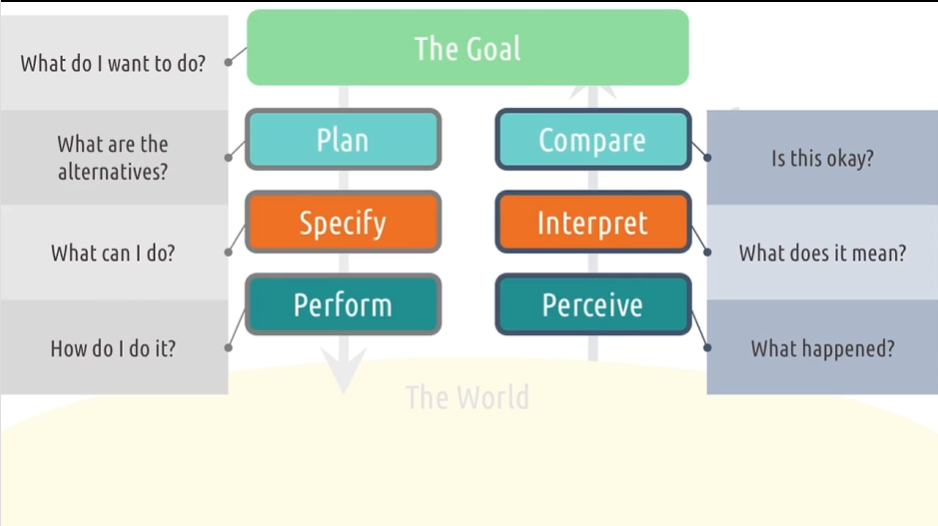 The Goal
What do I want to do?
Plan
What are the
alternatives?
Specify
What can I do?
Perform
How do I do it?
Compare
Is this okay?
Interpret
What does it mean?
Perceive
What happened?
The World